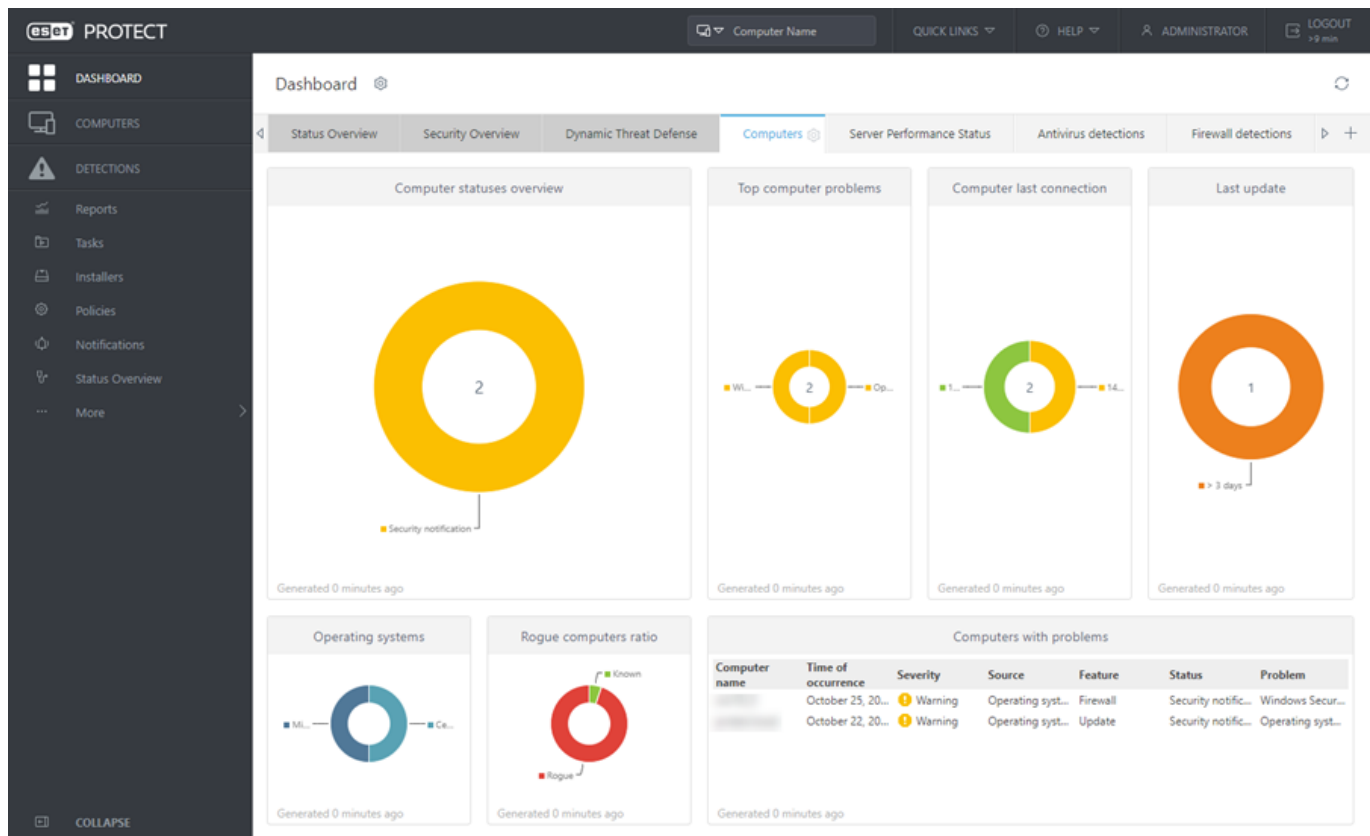 eset PROTECT
Computer Name
QUICK LINKS
HELP
ADMINISTRATOR
LOGOUT
>9 min
DASHBOARD
COMPUTERS
DETECTIONS
Reports
Tasks
Installers
Policies
Notifications
Status Overview
More
COLLAPSE
Dashboard
Status Overview
Security Overview
Dynamic Threat Defense
Computers
Server Performance Status
Antivirus detections
Firewall detections
Computer statuses overview
2
Security notification
Generated 0 minutes ago
Top computer problems
Wi...
2
Op...
Generated 0 minutes ago
Computer last connection
1...
2
14...
Generated 0 minutes ago
Last update
1
> 3 days
Generated 0 minutes ago
Operating systems
Mi...
Ce...
Generated 0 minutes ago
Rogue computers ratio
Known
Rogue
Generated 0 minutes ago
Computers with problems
Computer name Time of occurrence Severity Source Feature Status Problem
October 25, 20... Warning Operating syst... Firewall Security notific... Windows Secur...
October 22, 20... Warning Operating syst... Update Security notific... Operating syst...
Generated 0 minutes ago